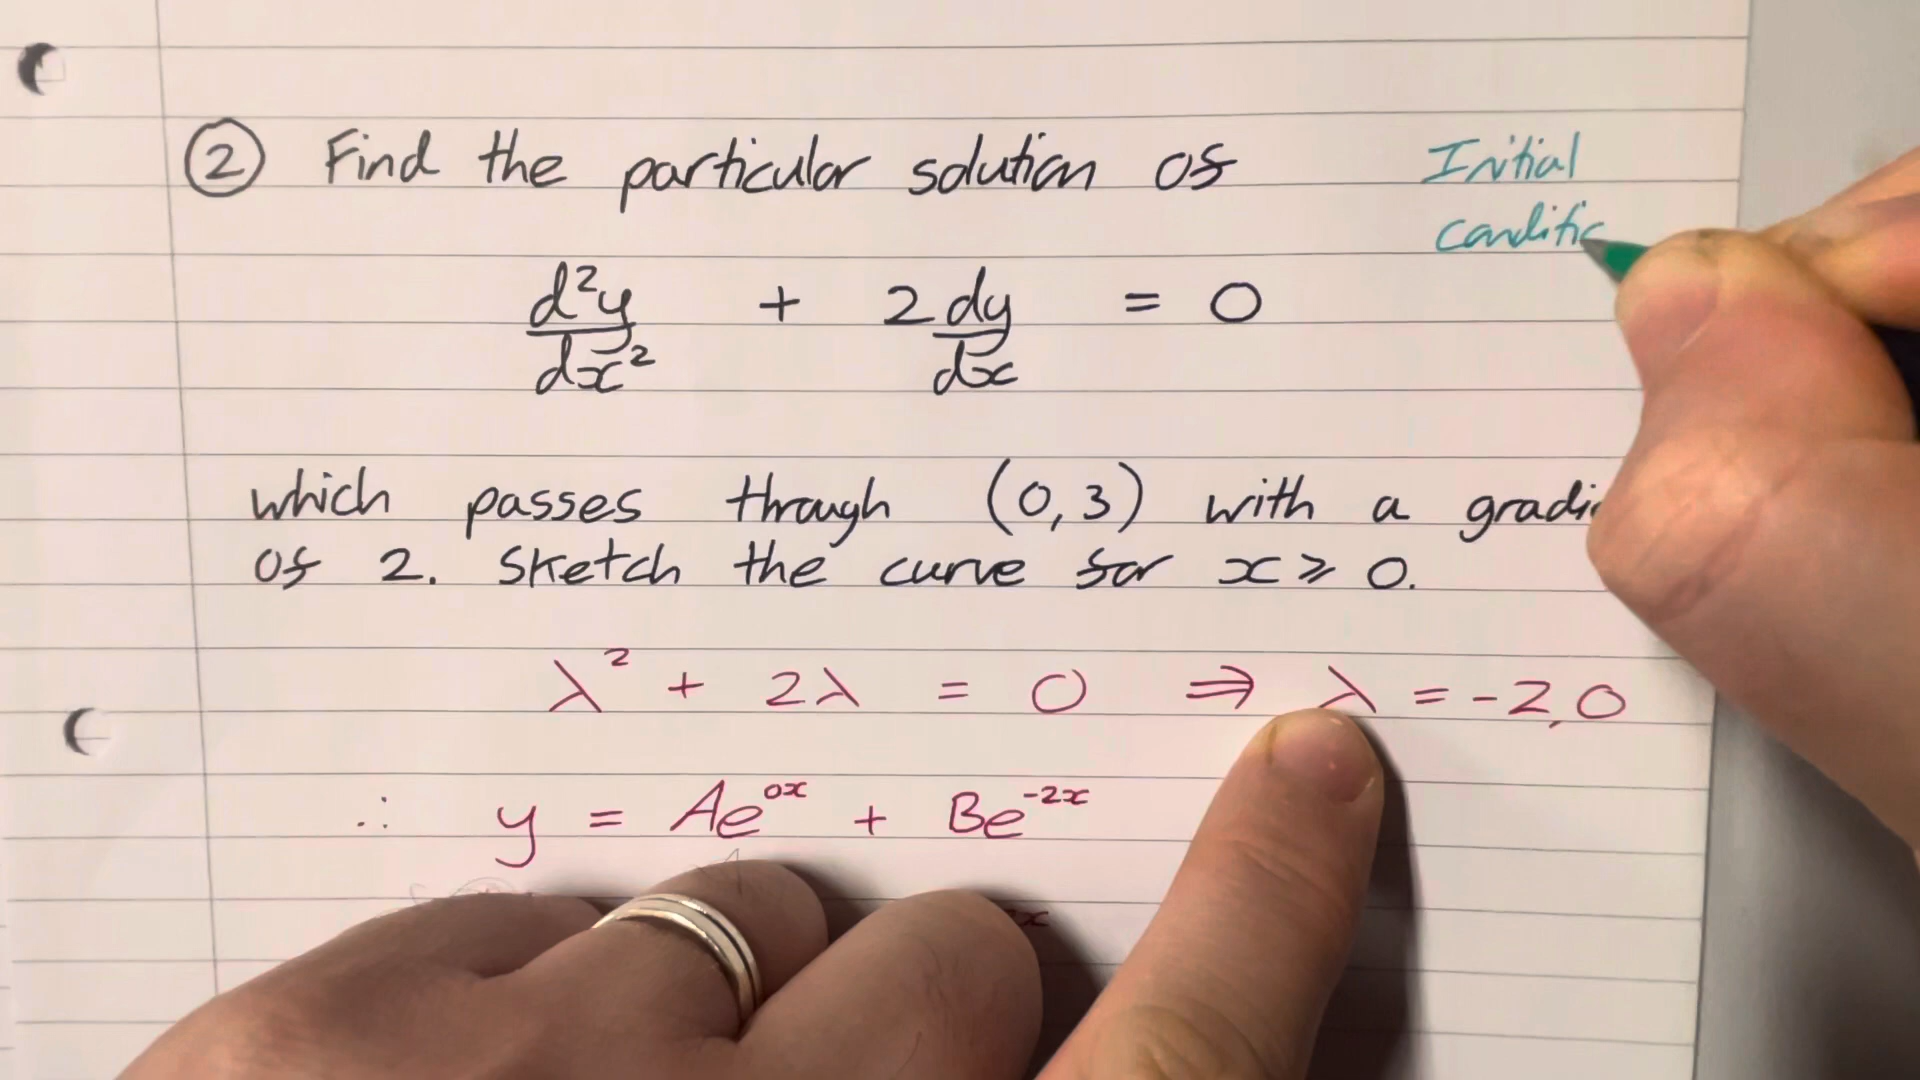 ② Find the particular solution of
Initial
d²y/dx² + 2 dy/dx = 0
which passes through (0,3) with a
of 2. Sketch the curve for x ⩾ 0.
λ² + 2λ = 0 ⇒ λ = -2,0
∴ y = Ae^{0x} + Be^{-2x}